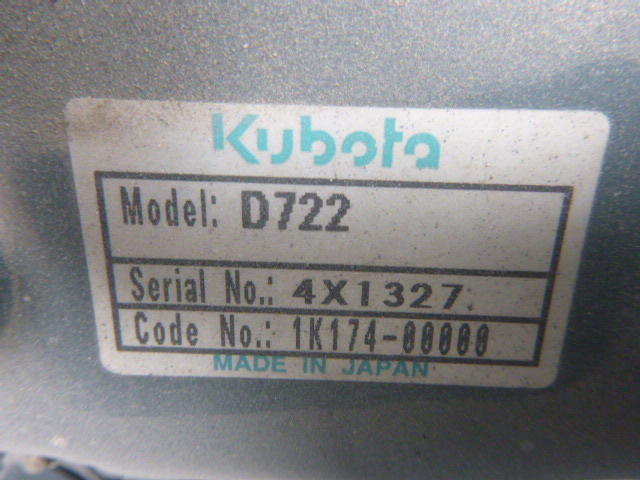 Kubota
Model: D722
Serial No.: 4X1327
Code No.: 1K174-00000
MADE IN JAPAN